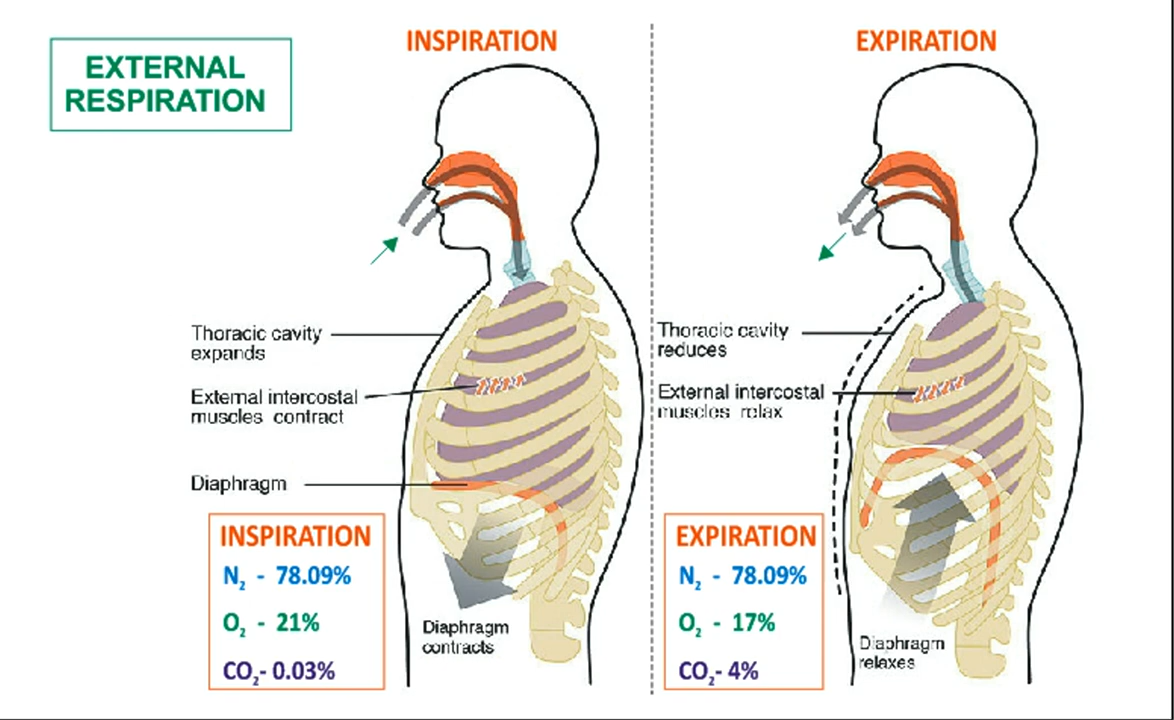 EXTERNAL
RESPIRATION
INSPIRATION
Thoracic cavity
expands
External intercostal
muscles contract
Diaphragm
INSPIRATION
N₂ - 78.09%
O₂ - 21%
CO₂- 0.03%
Diaphragm
contracts
EXPIRATION
Thoracic cavity
reduces
External intercostal
muscles relax
EXPIRATION
N₂ - 78.09%
O₂ - 17%
CO₂- 4%
Diaphragm
relaxes